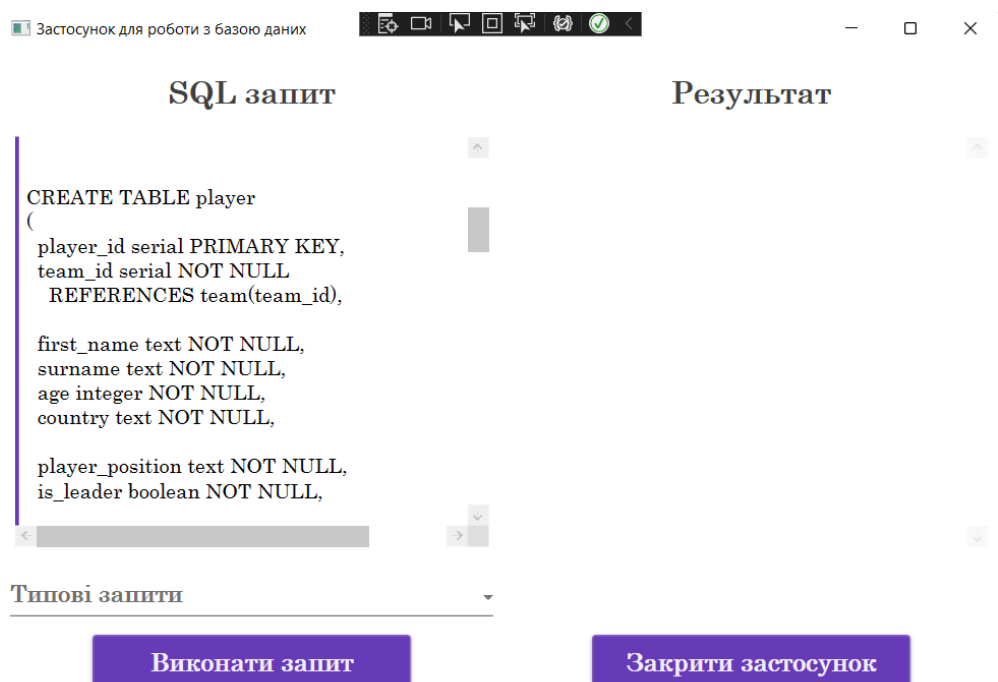 Застосунок для роботи з базою даних
SQL запит
Результат
CREATE TABLE player
(
player_id serial PRIMARY KEY,
team_id serial NOT NULL
REFERENCES team(team_id),
first_name text NOT NULL,
surname text NOT NULL,
age integer NOT NULL,
country text NOT NULL,
player_position text NOT NULL,
is_leader boolean NOT NULL,
Типові запити
Виконати запит
Закрити застосунок